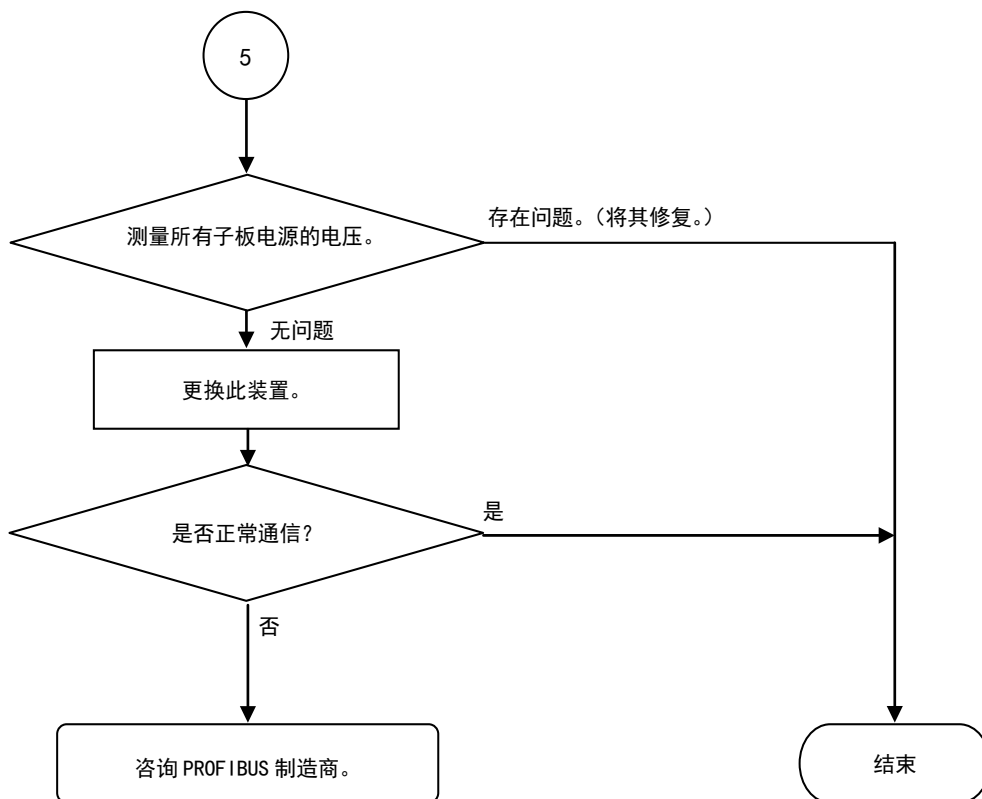 5
测量所有子板电源的电压。
存在问题。(将其修复。)
无问题
更换此装置。
是否正常通信?
是
否
咨询 PROFIBUS 制造商。
结束